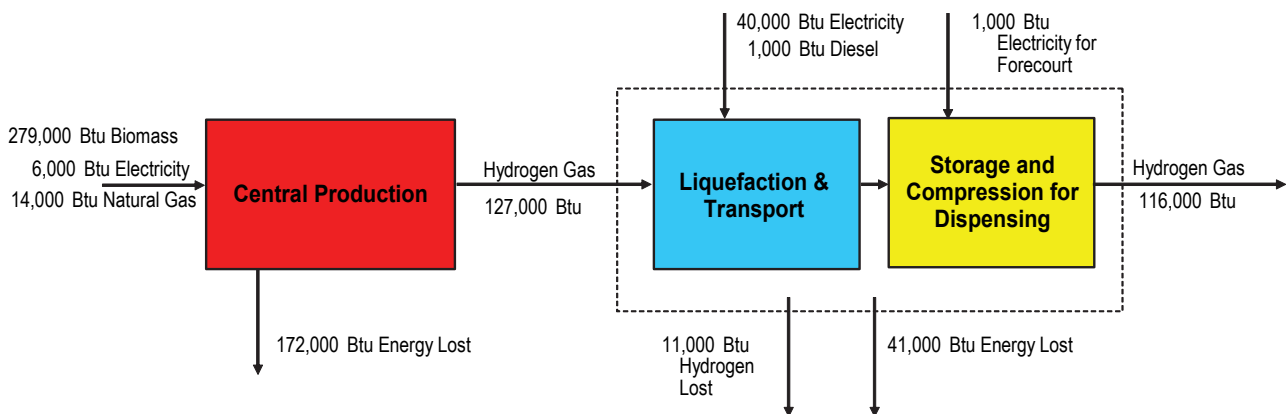 40,000 Btu Electricity
1,000 Btu Diesel
1,000 Btu
Electricity for
Forecourt
279,000 Btu Biomass
6,000 Btu Electricity
14,000 Btu Natural Gas
Central Production
Hydrogen Gas
127,000 Btu
Liquefaction &
Transport
Storage and
Compression for
Dispensing
Hydrogen Gas
116,000 Btu
172,000 Btu Energy Lost
11,000 Btu
Hydrogen
Lost
41,000 Btu Energy Lost